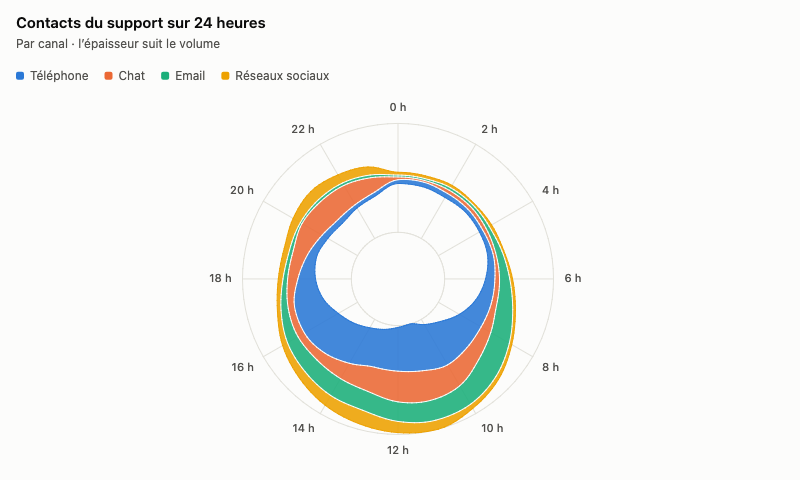 Contacts du support sur 24 heures
Par canal · l’épaisseur suit le volume
Téléphone Chat Email Réseaux sociaux
0 h
2 h
4 h
6 h
8 h
10 h
12 h
14 h
16 h
18 h
20 h
22 h